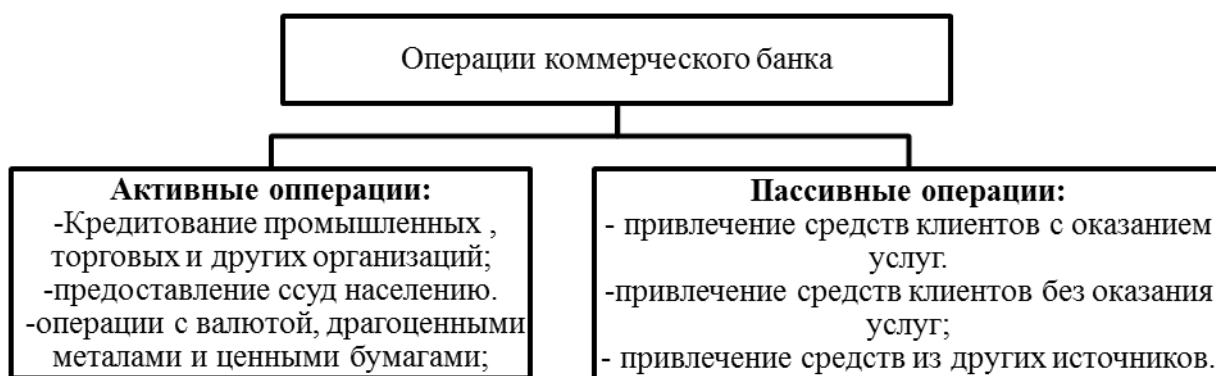 Операции коммерческого банка
Активные опперации:
-Кредитование промышленных ,
торговых и других организаций;
-предоставление ссуд населению.
-операции с валютой, драгоценными
металами и ценными бумагами;
Пассивные операции:
- привлечение средств клиентов с оказанием
услуг.
-привлечение средств клиентов без оказания
услуг;
- привлечение средств из других источников.